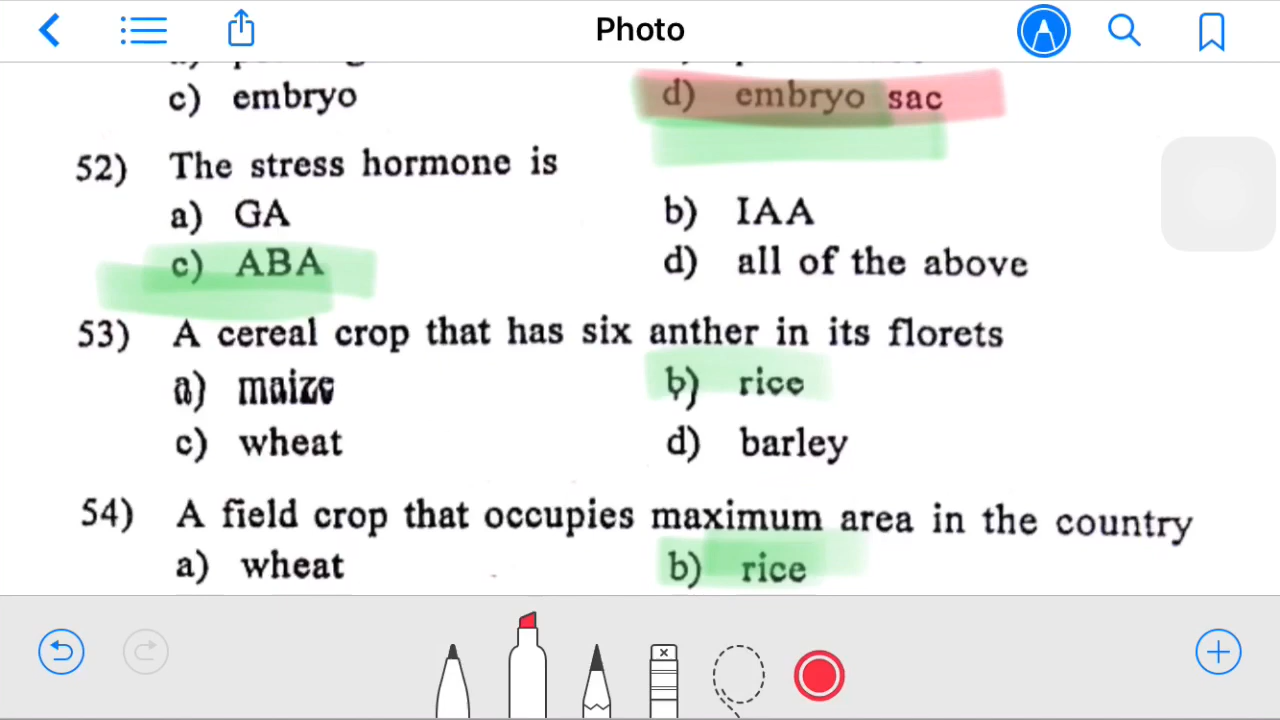 Photo
c) embryo d) embryo sac
52) The stress hormone is
a) GA b) IAA
c) ABA d) all of the above
53) A cereal crop that has six anther in its florets
a) maize b) rice
c) wheat d) barley
54) A field crop that occupies maximum area in the country
a) wheat b) rice